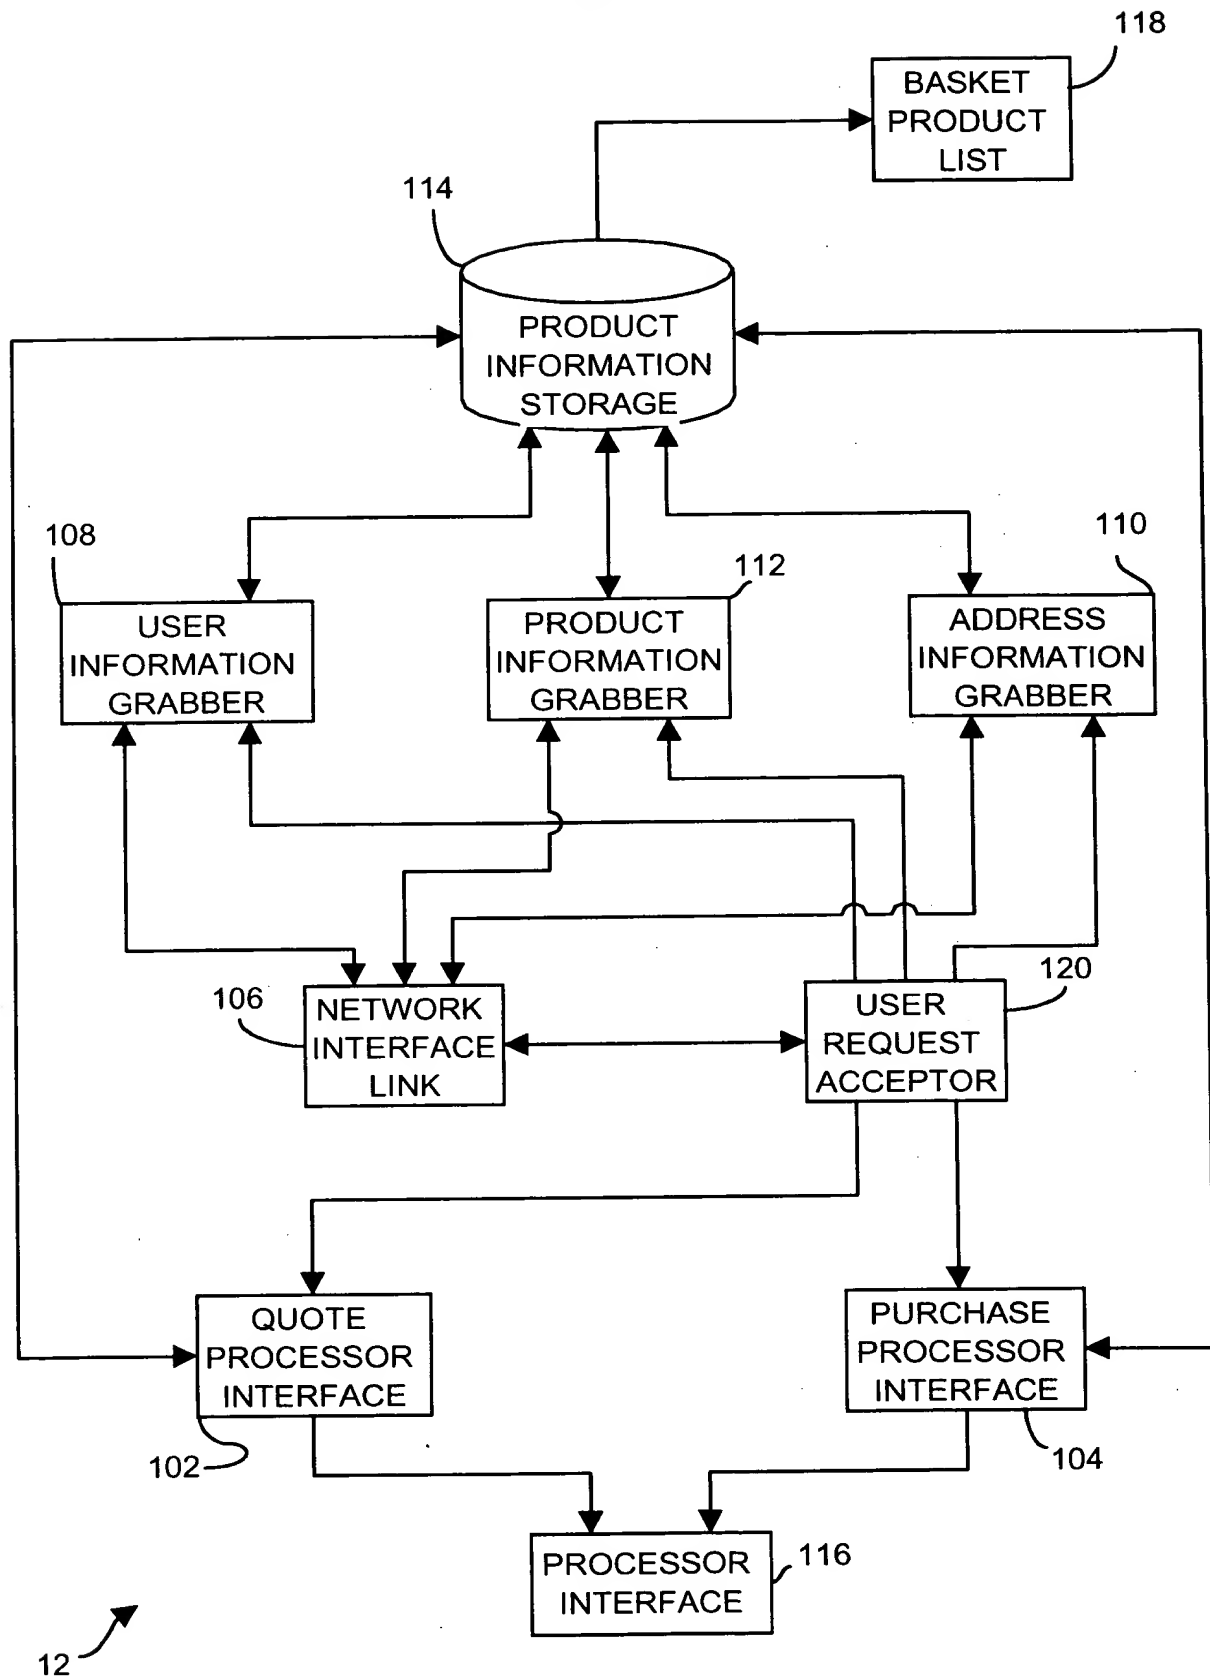 118
BASKET
PRODUCT
LIST
114
PRODUCT
INFORMATION
STORAGE
108
USER
INFORMATION
GRABBER
112
PRODUCT
INFORMATION
GRABBER
110
ADDRESS
INFORMATION
GRABBER
106
NETWORK
INTERFACE
LINK
120
USER
REQUEST
ACCEPTOR
QUOTE
PROCESSOR
INTERFACE
102
PURCHASE
PROCESSOR
INTERFACE
104
PROCESSOR
INTERFACE
116
12